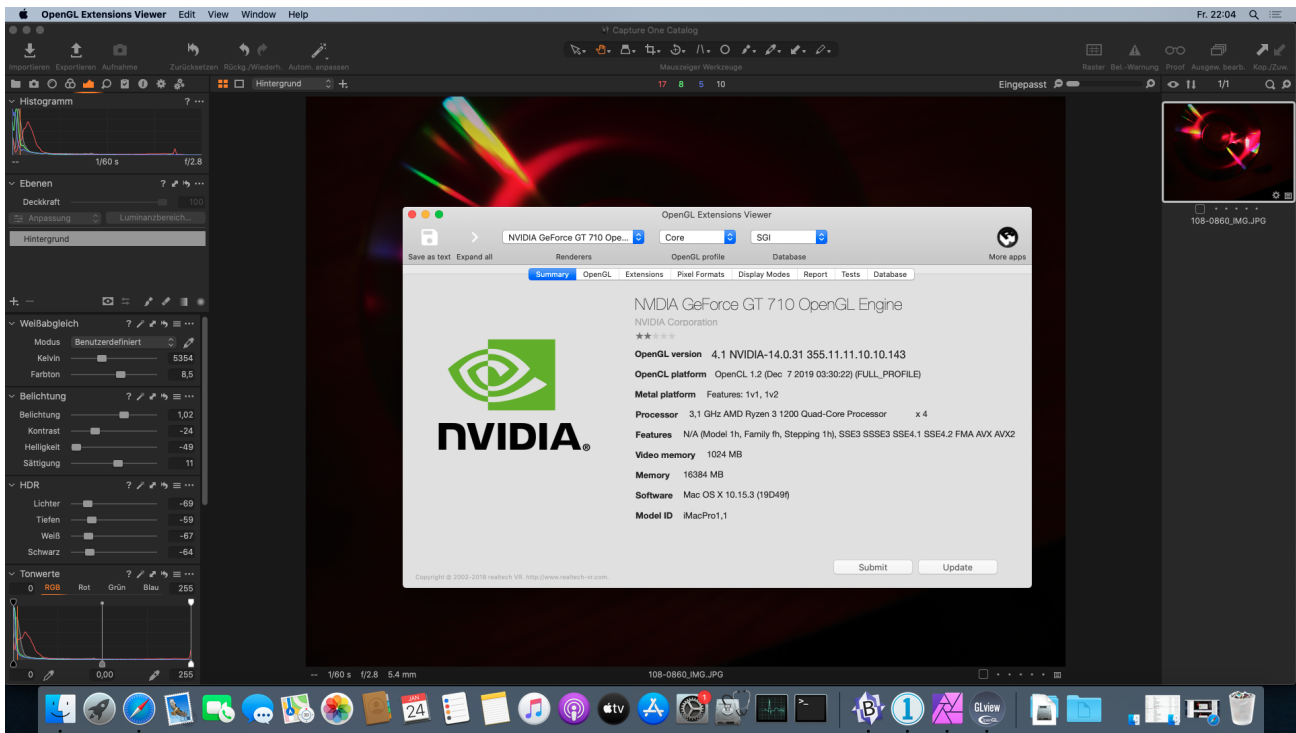 OpenGL Extensions Viewer Edit View Window Help Fr. 22:04
Capture One Catalog
Importieren Exportieren Aufnahme Zurücksetzen Rückg./Wiederh. Autom. anpassen Mauszeiger Werkzeuge Raster Bel.-Warnung Proof Ausgew. bearb. Kop./Zuw.
Hintergrund 17 8 5 10 Eingepasst 1/1
Histogramm ? ...
-- 1/60 s f/2.8
Ebenen ? ...
Deckkraft 100
Anpassung Luminanzbereich...
Hintergrund
Weißabgleich ? ...
Modus Benutzerdefiniert
Kelvin 5354
Farbton 8,5
Belichtung ? ...
Belichtung 1,02
Kontrast -24
Helligkeit -49
Sättigung 11
HDR ? ...
Lichter -69
Tiefen -59
Weiß -67
Schwarz -64
Tonwerte ? ...
0 RGB Rot Grün Blau 255
0 0,00 255
OpenGL Extensions Viewer
NVIDIA GeForce GT 710 Ope... Core SGI
Save as text Expand all Renderers OpenGL profile Database More apps
Summary OpenGL Extensions Pixel Formats Display Modes Report Tests Database
NVIDIA GeForce GT 710 OpenGL Engine
NVIDIA Corporation
OpenGL version 4.1 NVIDIA-14.0.31 355.11.11.10.10.143
OpenCL platform OpenCL 1.2 (Dec 7 2019 03:30:22) (FULL_PROFILE)
Metal platform Features: 1v1, 1v2
Processor 3,1 GHz AMD Ryzen 3 1200 Quad-Core Processor x 4
Features N/A (Model 1h, Family fh, Stepping 1h), SSE3 SSSE3 SSE4.1 SSE4.2 FMA AVX AVX2
Video memory 1024 MB
Memory 16384 MB
Software Mac OS X 10.15.3 (19D49f)
Model ID iMacPro1,1
NVIDIA®
Submit Update
Copyright © 2002-2018 realtech VR. http://www.realtech-vr.com.
108-0860_IMG.JPG
-- 1/60 s f/2.8 5.4 mm 108-0860_IMG.JPG
JAN
24
tv
1
B
1
GLview
OpenGL